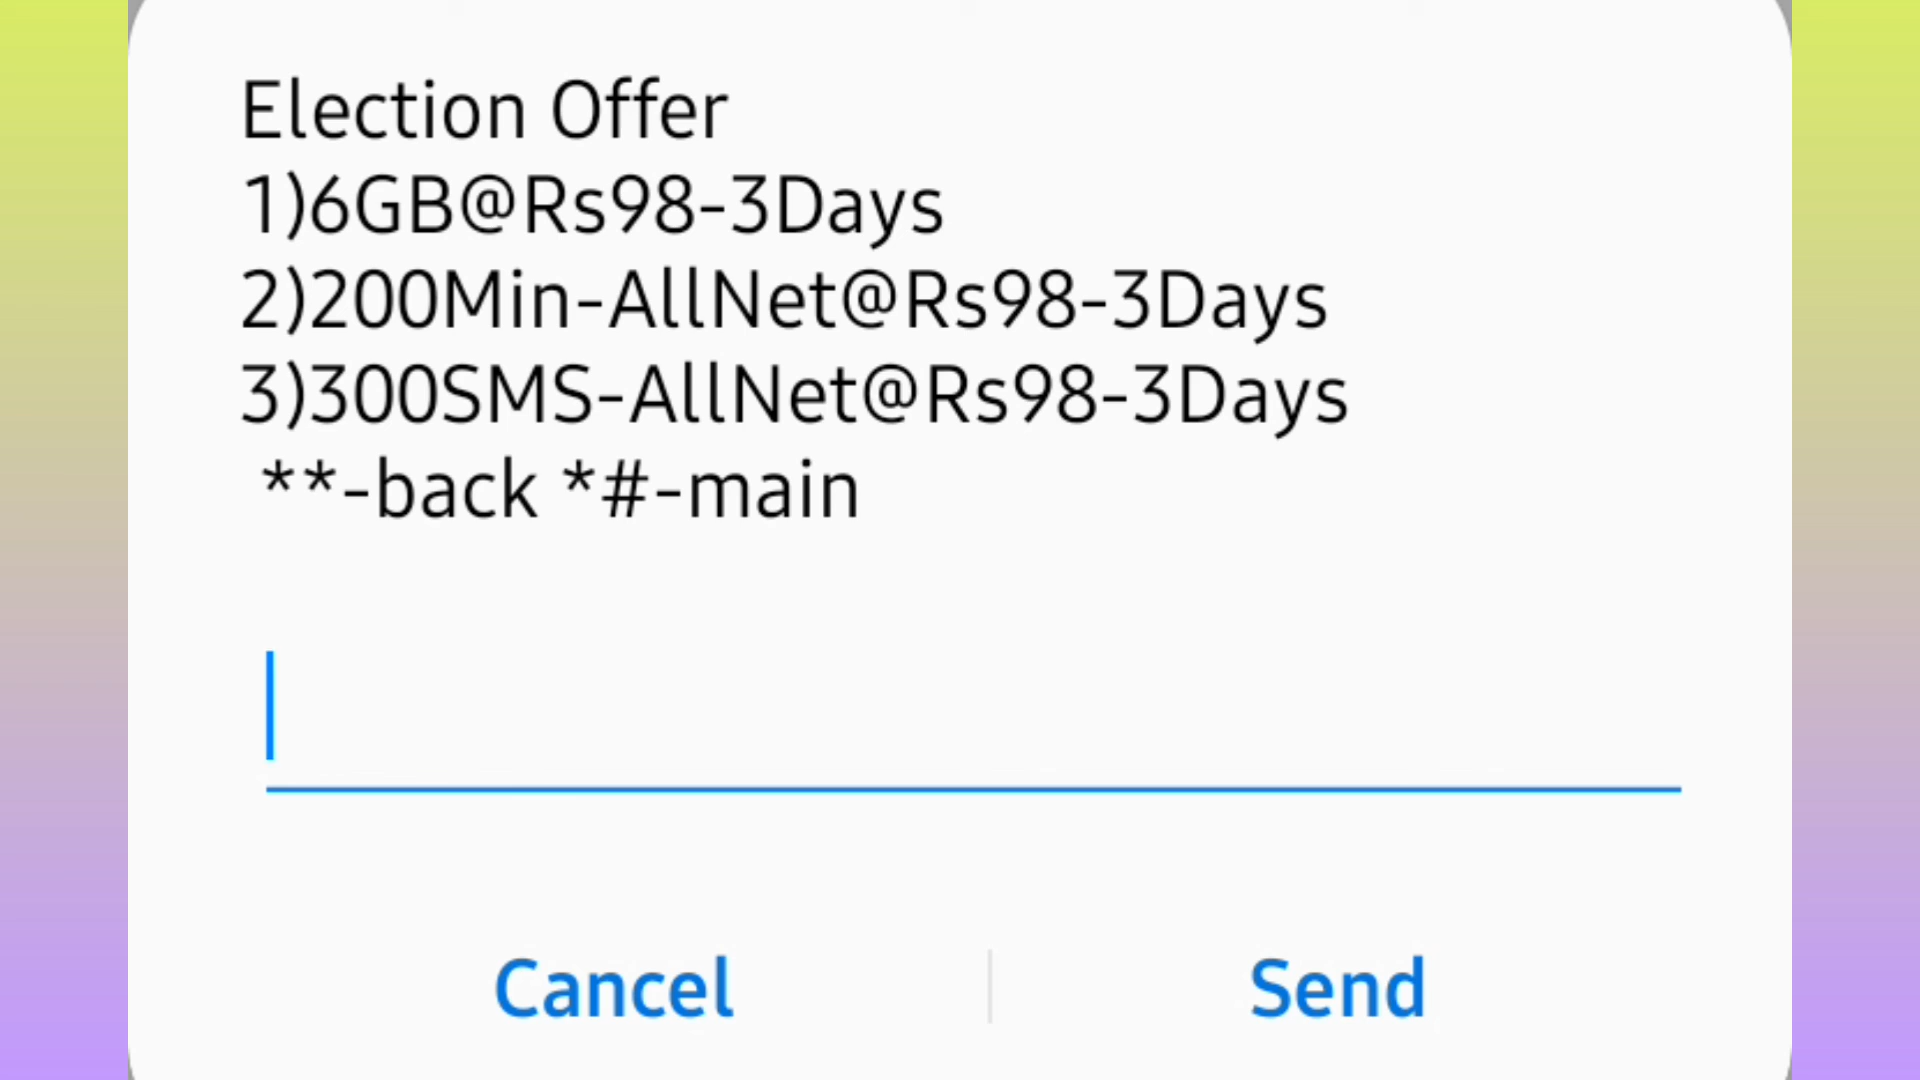 Election Offer
1)6GB@Rs98-3Days
2)200Min-AllNet@Rs98-3Days
3)300SMS-AllNet@Rs98-3Days
**-back *#-main
Cancel
Send